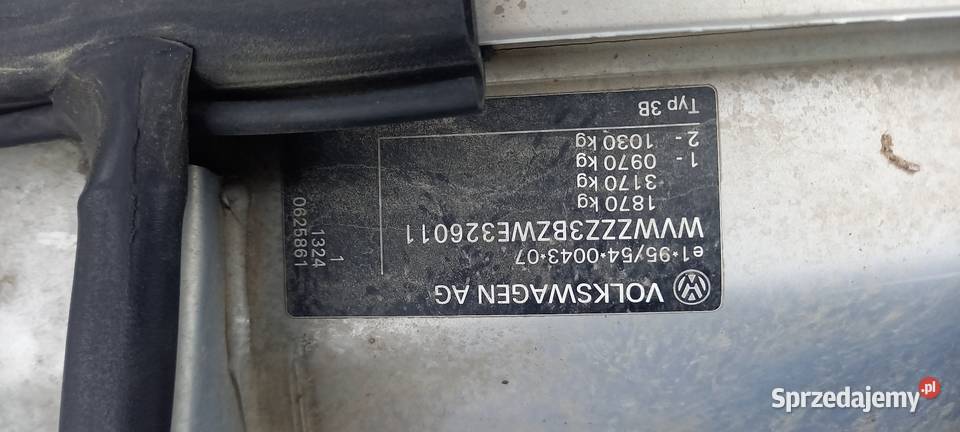 VOLKSWAGEN AG
e1*95/54*0043*07
WVWZZZ3BZWE326011
1870 kg
3170 kg
1 - 0970 kg
2 - 1030 kg
Typ 3B
1
1324
0625861
Sprzedajemy.pl